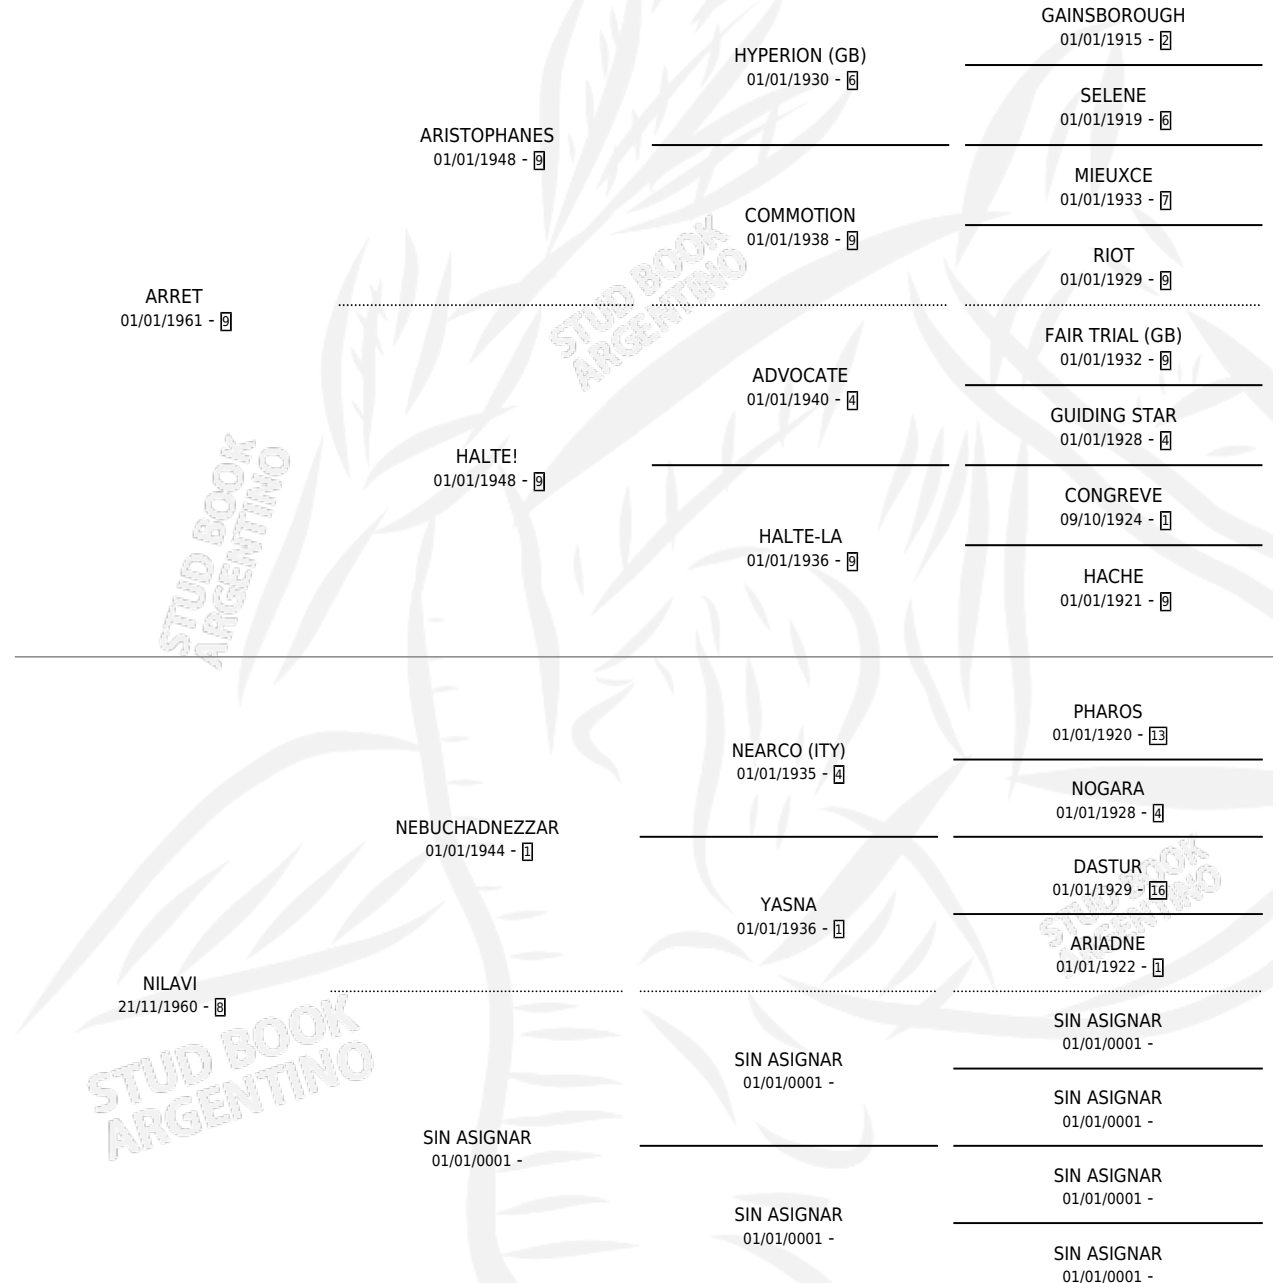 GAINSBOROUGH
01/01/1915 - 2
HYPERION (GB)
01/01/1930 - 6
SELENE
01/01/1919 - 6
ARISTOPHANES
01/01/1948 - 9
MIEUXCE
01/01/1933 - 7
COMMOTION
01/01/1938 - 9
RIOT
01/01/1929 - 9
ARRET
01/01/1961 - 9
FAIR TRIAL (GB)
01/01/1932 - 9
ADVOCATE
01/01/1940 - 4
GUIDING STAR
01/01/1928 - 4
HALTE!
01/01/1948 - 9
CONGREVE
09/10/1924 - 1
HALTE-LA
01/01/1936 - 9
HACHE
01/01/1921 - 9
PHAROS
01/01/1920 - 13
NEARCO (ITY)
01/01/1935 - 4
NOGARA
01/01/1928 - 4
NEBUCHADNEZZAR
01/01/1944 - 1
DASTUR
01/01/1929 - 16
YASNA
01/01/1936 - 1
ARIADNE
01/01/1922 - 1
NILAVI
21/11/1960 - 8
SIN ASIGNAR
01/01/0001 -
SIN ASIGNAR
01/01/0001 -
SIN ASIGNAR
01/01/0001 -
SIN ASIGNAR
01/01/0001 -
SIN ASIGNAR
01/01/0001 -
SIN ASIGNAR
01/01/0001 -
SIN ASIGNAR
01/01/0001 -
STUD BOOK
ARGENTINO
STUD BOOK
ARGENTINO
STUD BOOK
ARGENTINO
STUD BOOK
ARGENTINO